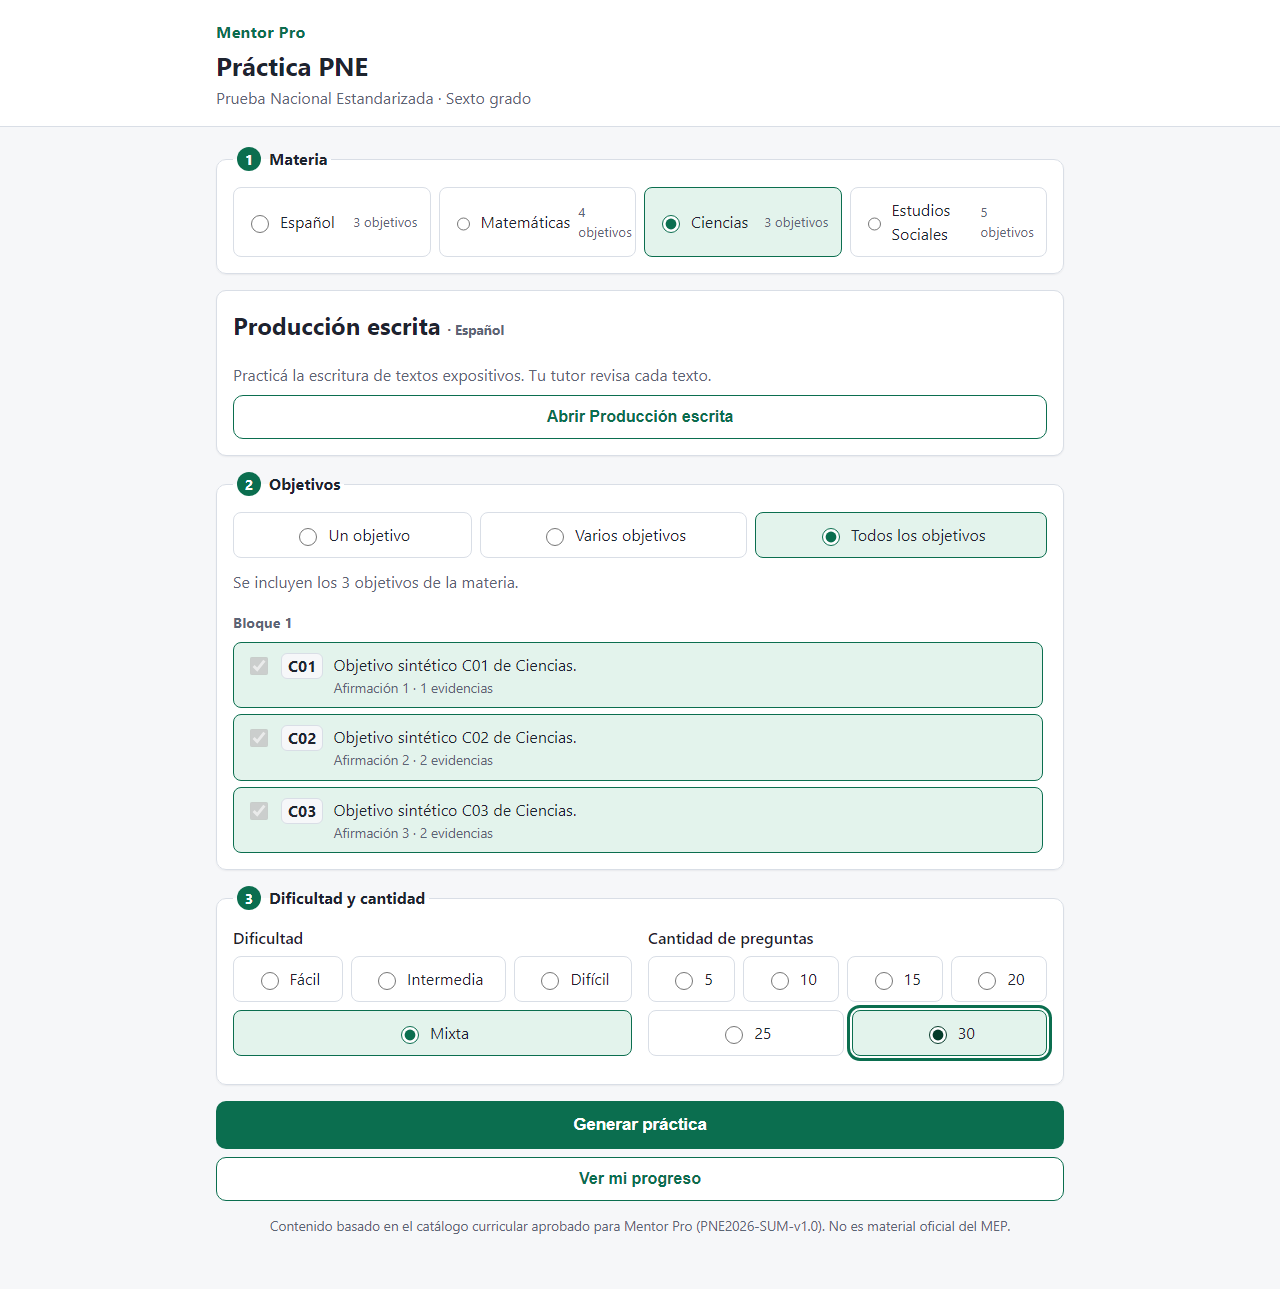 Mentor Pro
Práctica PNE
Prueba Nacional Estandarizada · Sexto grado
1 Materia
Español 3 objetivos
Matemáticas 4 objetivos
Ciencias 3 objetivos
Estudios Sociales 5 objetivos
Producción escrita · Español
Practicá la escritura de textos expositivos. Tu tutor revisa cada texto.
Abrir Producción escrita
2 Objetivos
Un objetivo Varios objetivos Todos los objetivos
Se incluyen los 3 objetivos de la materia.
Bloque 1
C01 Objetivo sintético C01 de Ciencias.
Afirmación 1 · 1 evidencias
C02 Objetivo sintético C02 de Ciencias.
Afirmación 2 · 2 evidencias
C03 Objetivo sintético C03 de Ciencias.
Afirmación 3 · 2 evidencias
3 Dificultad y cantidad
Dificultad
Fácil Intermedia Difícil
Mixta
Cantidad de preguntas
5 10 15 20
25 30
Generar práctica
Ver mi progreso
Contenido basado en el catálogo curricular aprobado para Mentor Pro (PNE2026-SUM-v1.0). No es material oficial del MEP.